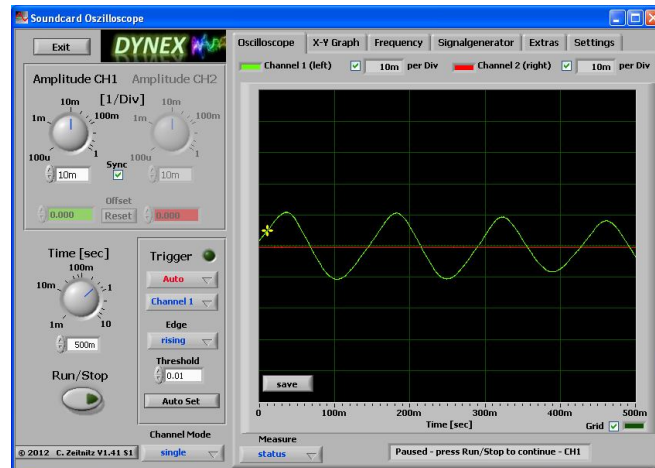 Soundcard Oszilloscope
Exit
DYNEX
Amplitude CH1 Amplitude CH2
[1/Div]
10m
1m
100m
100u
1
10m
1m
100m
100u
1
Sync
10m
10m
Offset
0.000
Reset
0.000
Time [sec]
100m
10m
1
1m
10
500m
Run/Stop
Trigger
Auto
Channel 1
Edge
rising
Threshold
0.01
Auto Set
Channel Mode
single
© 2012 C. Zeitnitz V1.41 S1
Oscilloscope X-Y Graph Frequency Signalgenerator Extras Settings
Channel 1 (left) 10m per Div Channel 2 (right) 10m per Div
save
0 100m 200m 300m 400m 500m
Time [sec]
Grid
Measure
status
Paused - press Run/Stop to continue - CH1